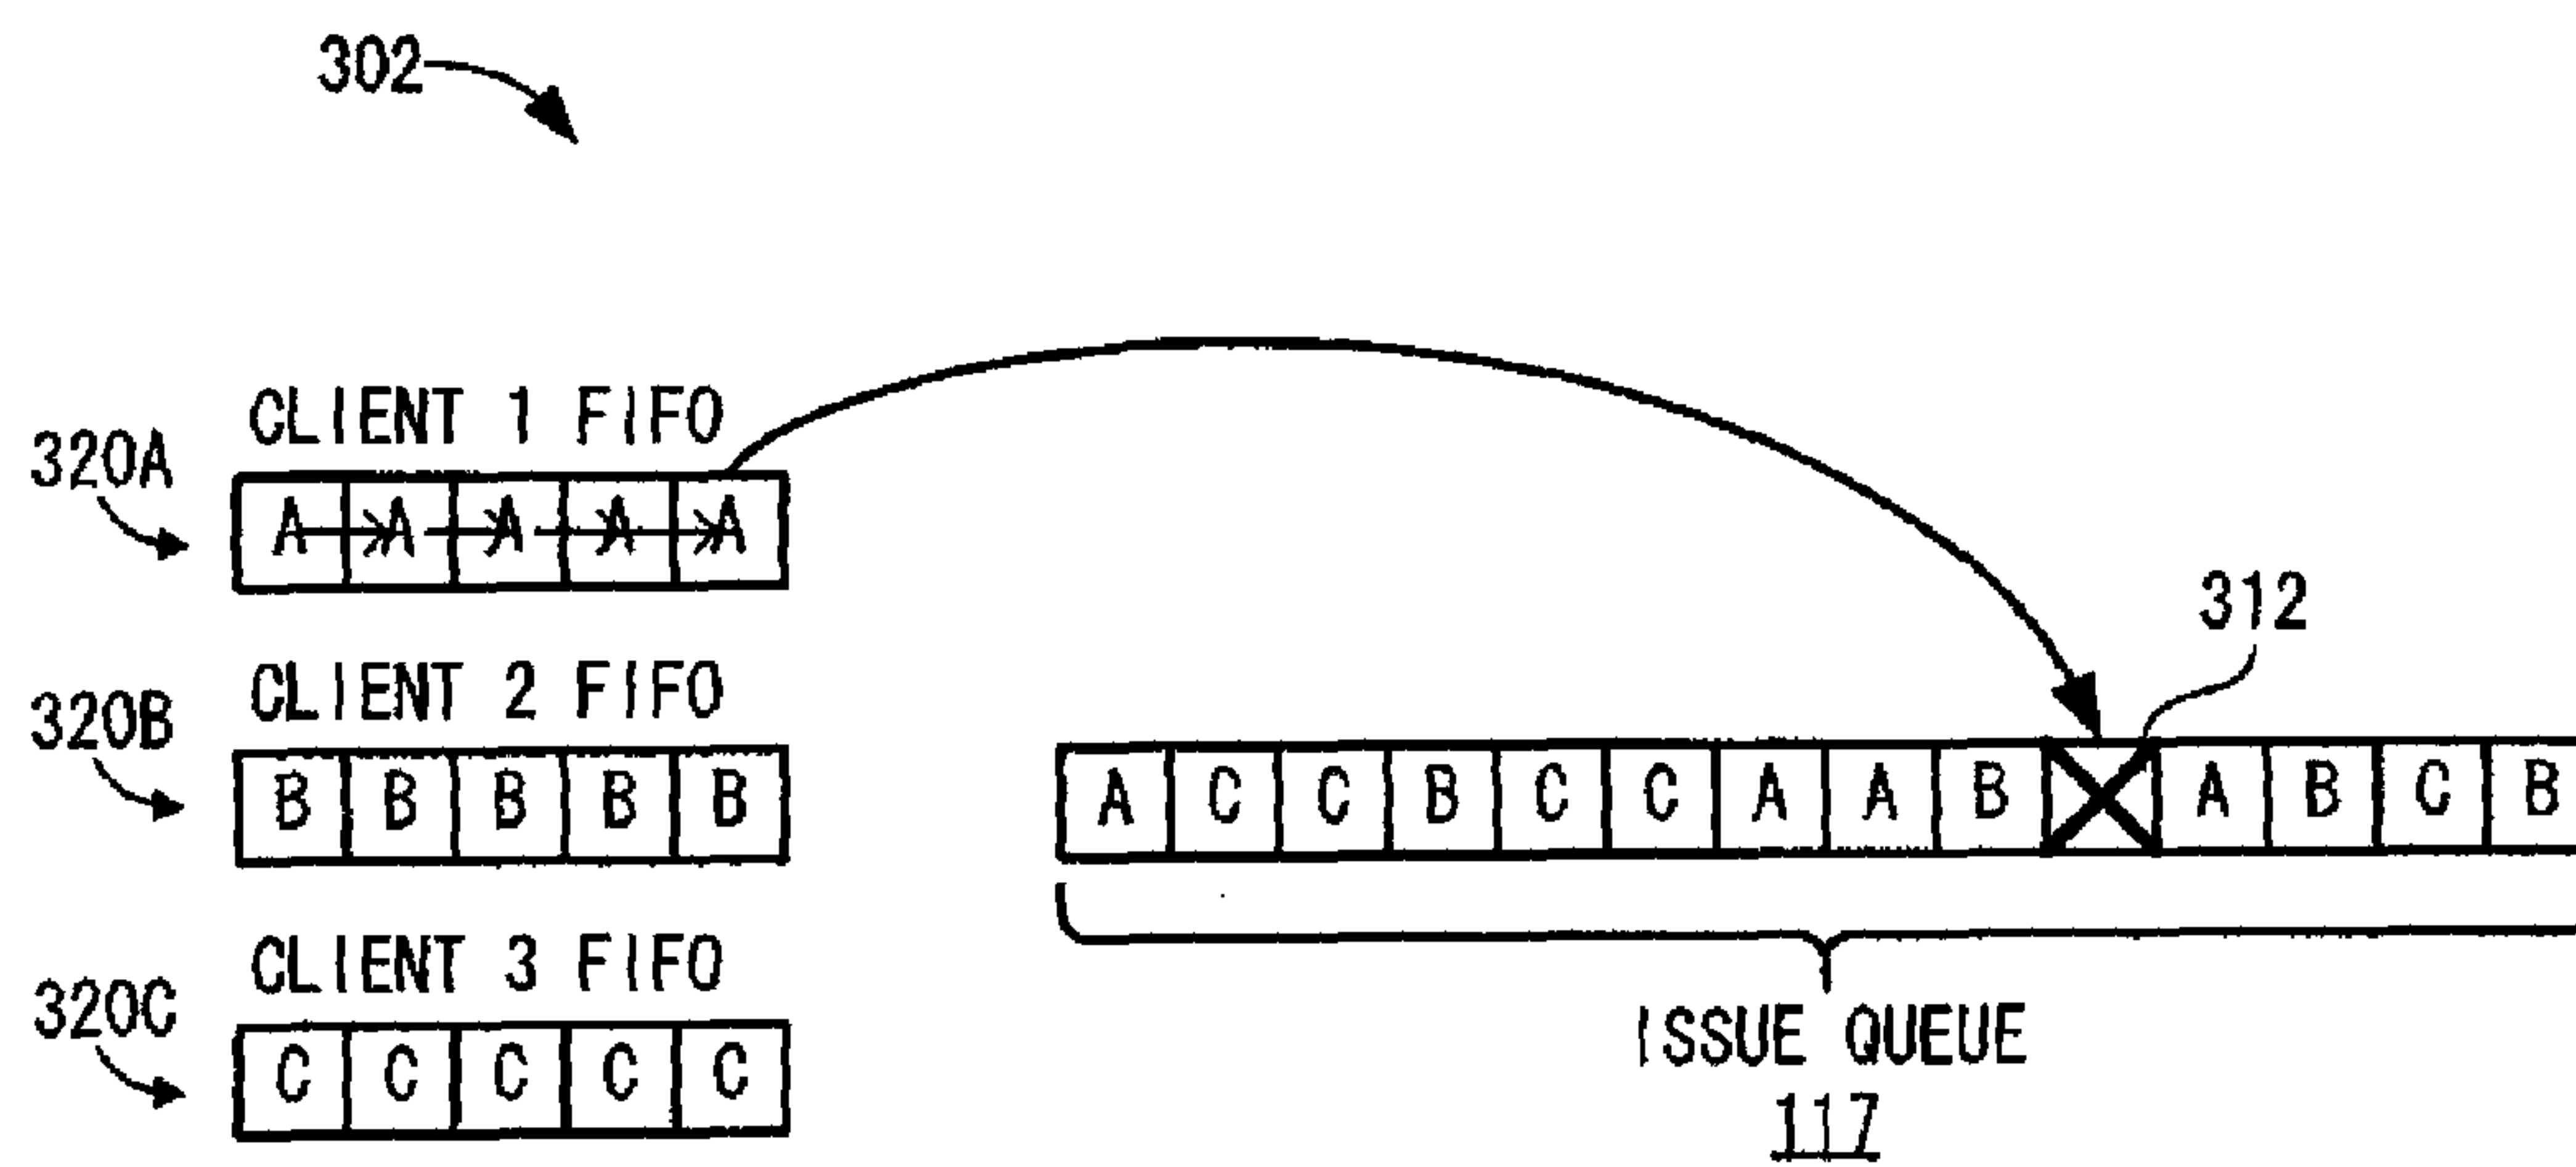 302
CLIENT 1 FIFO
320A
A A A A A
312
CLIENT 2 FIFO
320B
B B B B B
A C C B C C A A B A B C B
CLIENT 3 FIFO
320C
C C C C C
ISSUE QUEUE
117